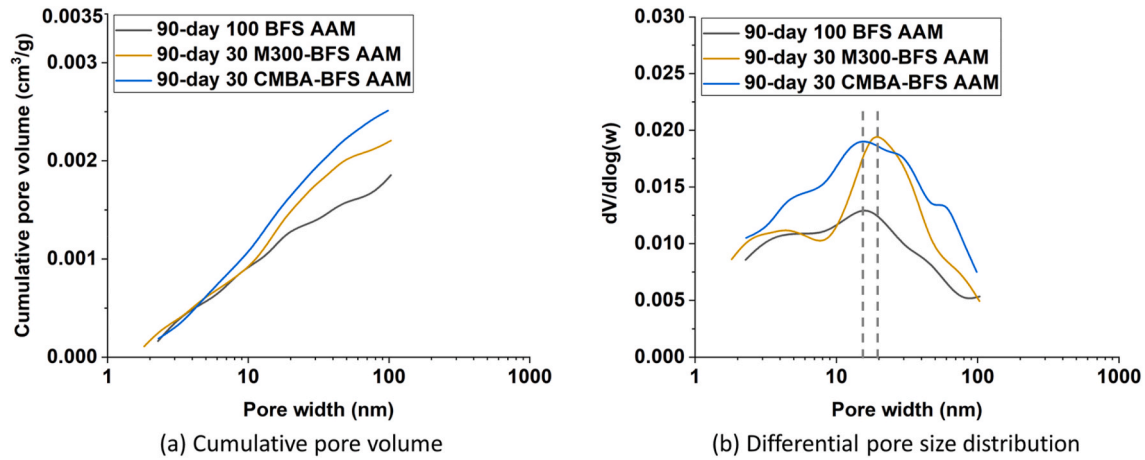 0.0035
0.003
0.002
0.001
0.000
Cumulative pore volume (cm³/g)
90-day 100 BFS AAM
90-day 30 M300-BFS AAM
90-day 30 CMBA-BFS AAM
1 10 100 1000
Pore width (nm)
(a) Cumulative pore volume
0.030
0.025
0.020
0.015
0.010
0.005
0.000
dV/dlog(w)
90-day 100 BFS AAM
90-day 30 M300-BFS AAM
90-day 30 CMBA-BFS AAM
1 10 100 1000
Pore width (nm)
(b) Differential pore size distribution